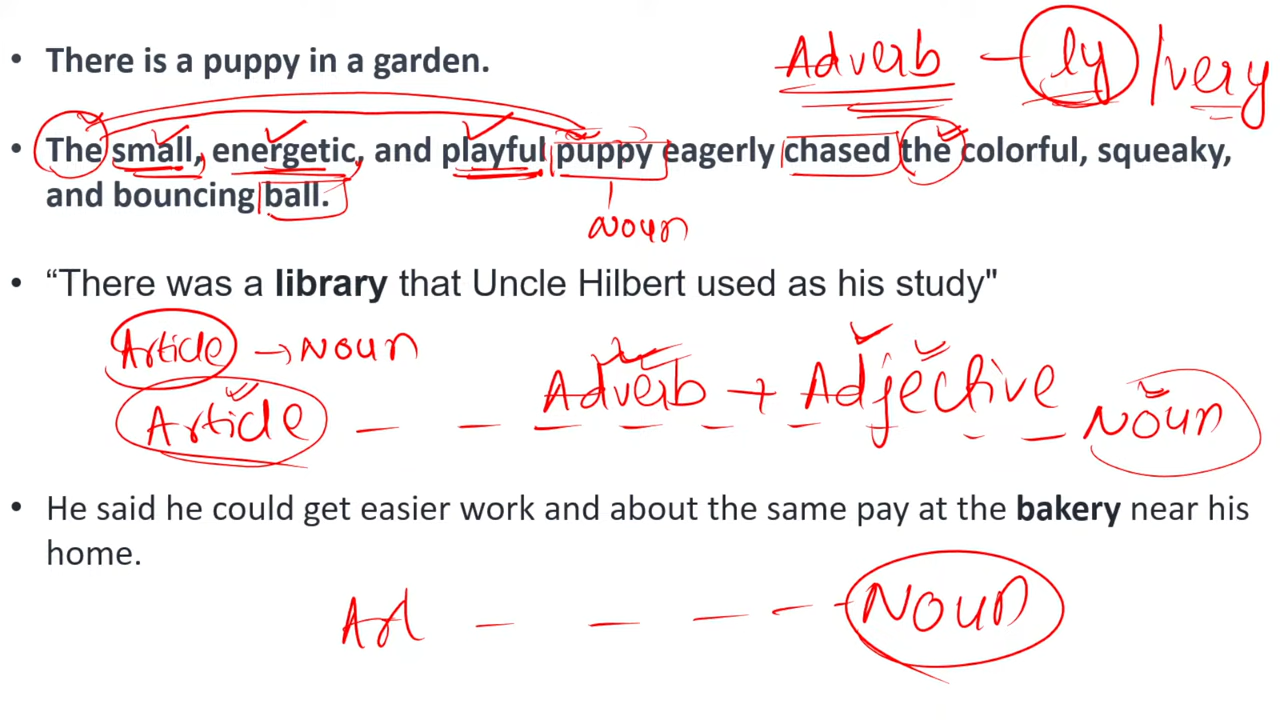 • There is a puppy in a garden.
Adverb - ly / very
• The small, energetic, and playful puppy eagerly chased the colorful, squeaky,
and bouncing ball.
Noun
• “There was a library that Uncle Hilbert used as his study"
Article → Noun
Adverb + Adjective
Article Noun
• He said he could get easier work and about the same pay at the bakery near his
home.
Art Noun